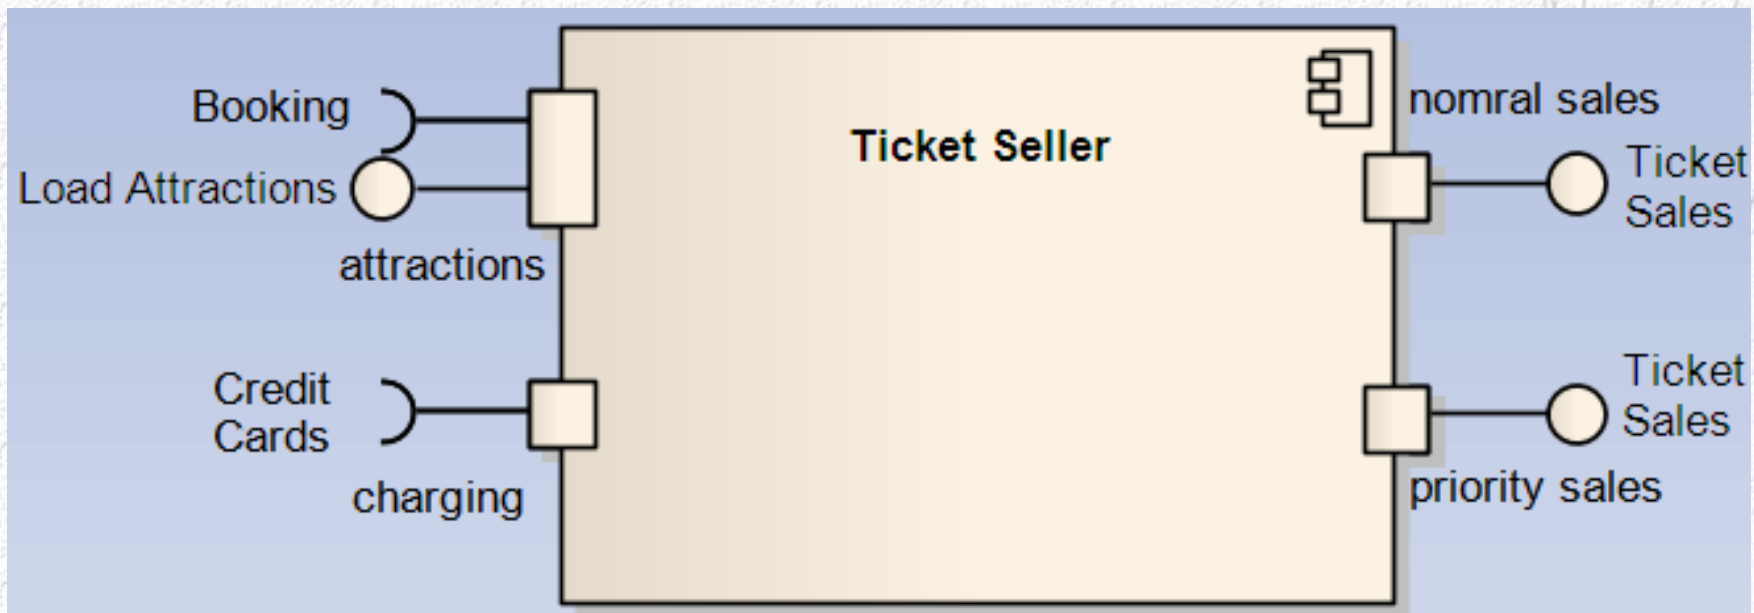 Booking
Load Attractions
attractions
Credit
Cards
charging
Ticket Seller
nomral sales
Ticket
Sales
Ticket
Sales
priority sales